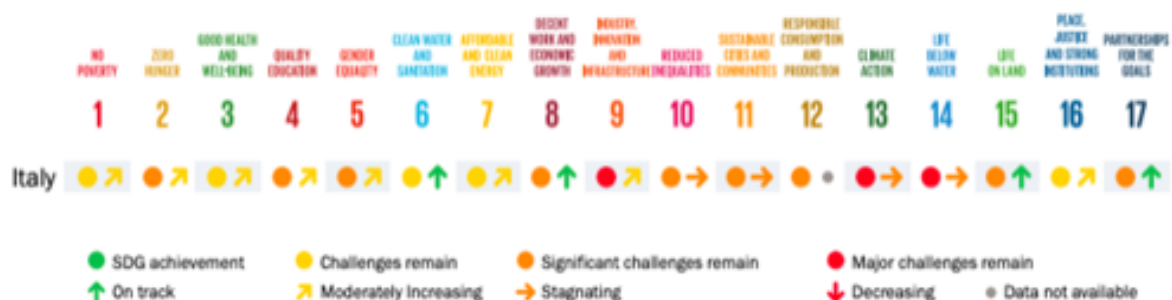 NO
POVERTY
ZERO
HUNGER
GOOD HEALTH
AND
WELL-BEING
QUALITY
EDUCATION
GENDER
EQUALITY
CLEAN WATER
AND
SANITATION
AFFORDABLE
AND CLEAN
ENERGY
DECENT
WORK AND
ECONOMIC
GROWTH
INDUSTRY,
INNOVATION
AND
INFRASTRUCTURE
REDUCED
INEQUALITIES
SUSTAINABLE
CITIES AND
COMMUNITIES
RESPONSIBLE
CONSUMPTION
AND
PRODUCTION
CLIMATE
ACTION
LIFE
BELOW
WATER
LIFE
ON LAND
PEACE,
JUSTICE
AND STRONG
INSTITUTIONS
PARTNERSHIPS
FOR THE
GOALS
1 2 3 4 5 6 7 8 9 10 11 12 13 14 15 16 17
Italy
SDG achievement Challenges remain Significant challenges remain Major challenges remain
On track Moderately Increasing Stagnating Decreasing Data not available